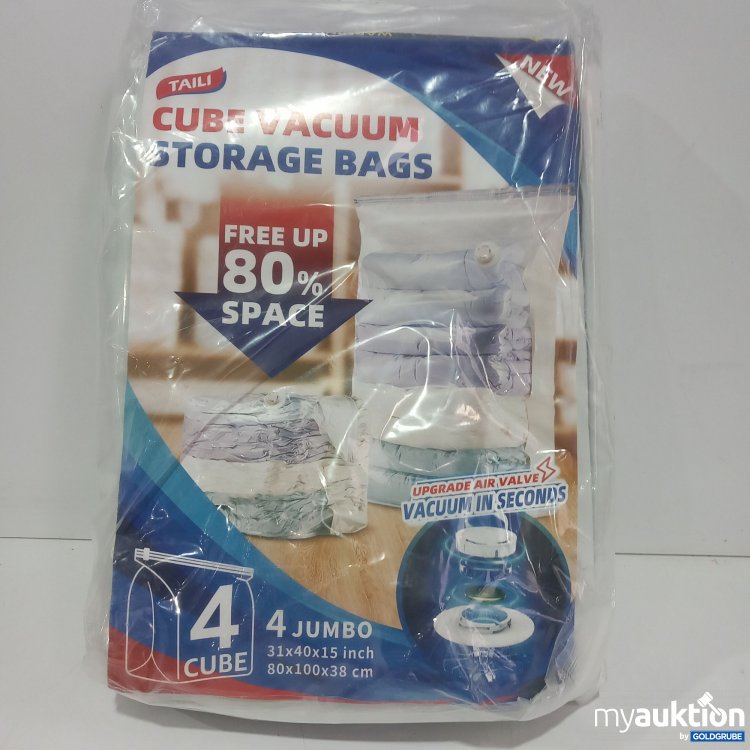 TAILI
NEW
CUBE VACUUM
STORAGE BAGS
FREE UP
80%
SPACE
UPGRADE AIR VALVE
VACUUM IN SECONDS
4
CUBE
4 JUMBO
31x40x15 inch
80x100x38 cm
myauktion
by GOLDGRUBE